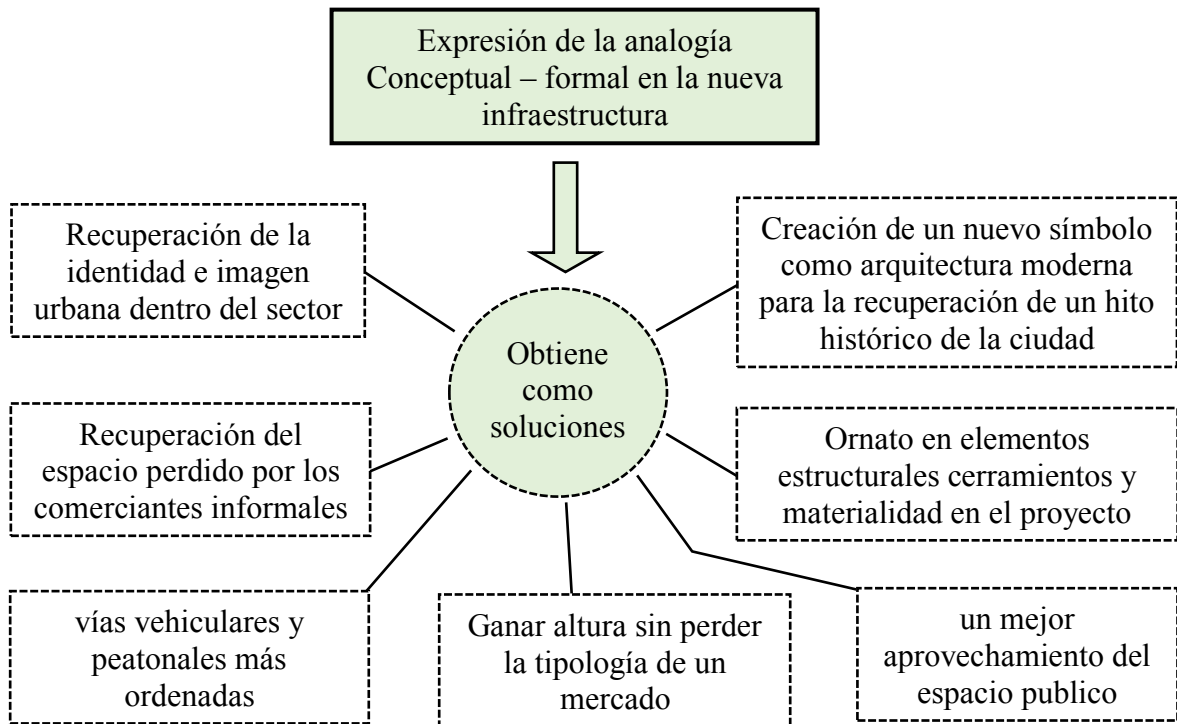 Expresión de la analogía
Conceptual – formal en la nueva
infraestructura
Recuperación de la
identidad e imagen
urbana dentro del sector
Creación de un nuevo símbolo
como arquitectura moderna
para la recuperación de un hito
histórico de la ciudad
Obtiene
como
soluciones
Recuperación del
espacio perdido por los
comerciantes informales
Ornato en elementos
estructurales cerramientos y
materialidad en el proyecto
vías vehiculares y
peatonales más
ordenadas
Ganar altura sin perder
la tipología de un
mercado
un mejor
aprovechamiento del
espacio publico